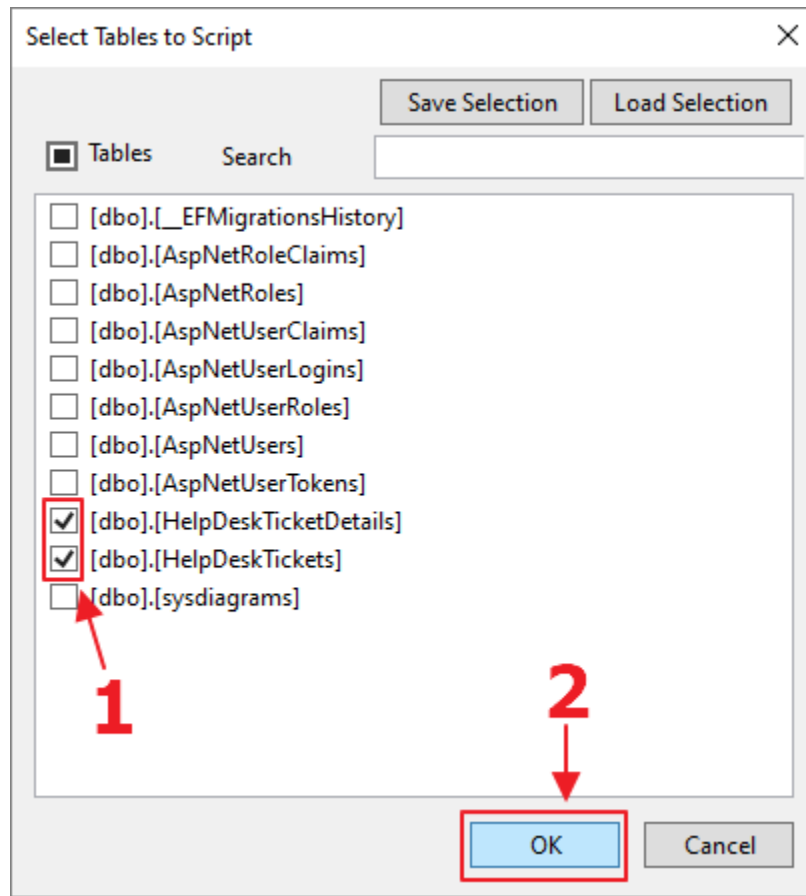 Select Tables to Script
Save Selection Load Selection
Tables Search
[dbo].[__EFMigrationsHistory]
[dbo].[AspNetRoleClaims]
[dbo].[AspNetRoles]
[dbo].[AspNetUserClaims]
[dbo].[AspNetUserLogins]
[dbo].[AspNetUserRoles]
[dbo].[AspNetUsers]
[dbo].[AspNetUserTokens]
[dbo].[HelpDeskTicketDetails]
[dbo].[HelpDeskTickets]
[dbo].[sysdiagrams]
1
2
OK Cancel